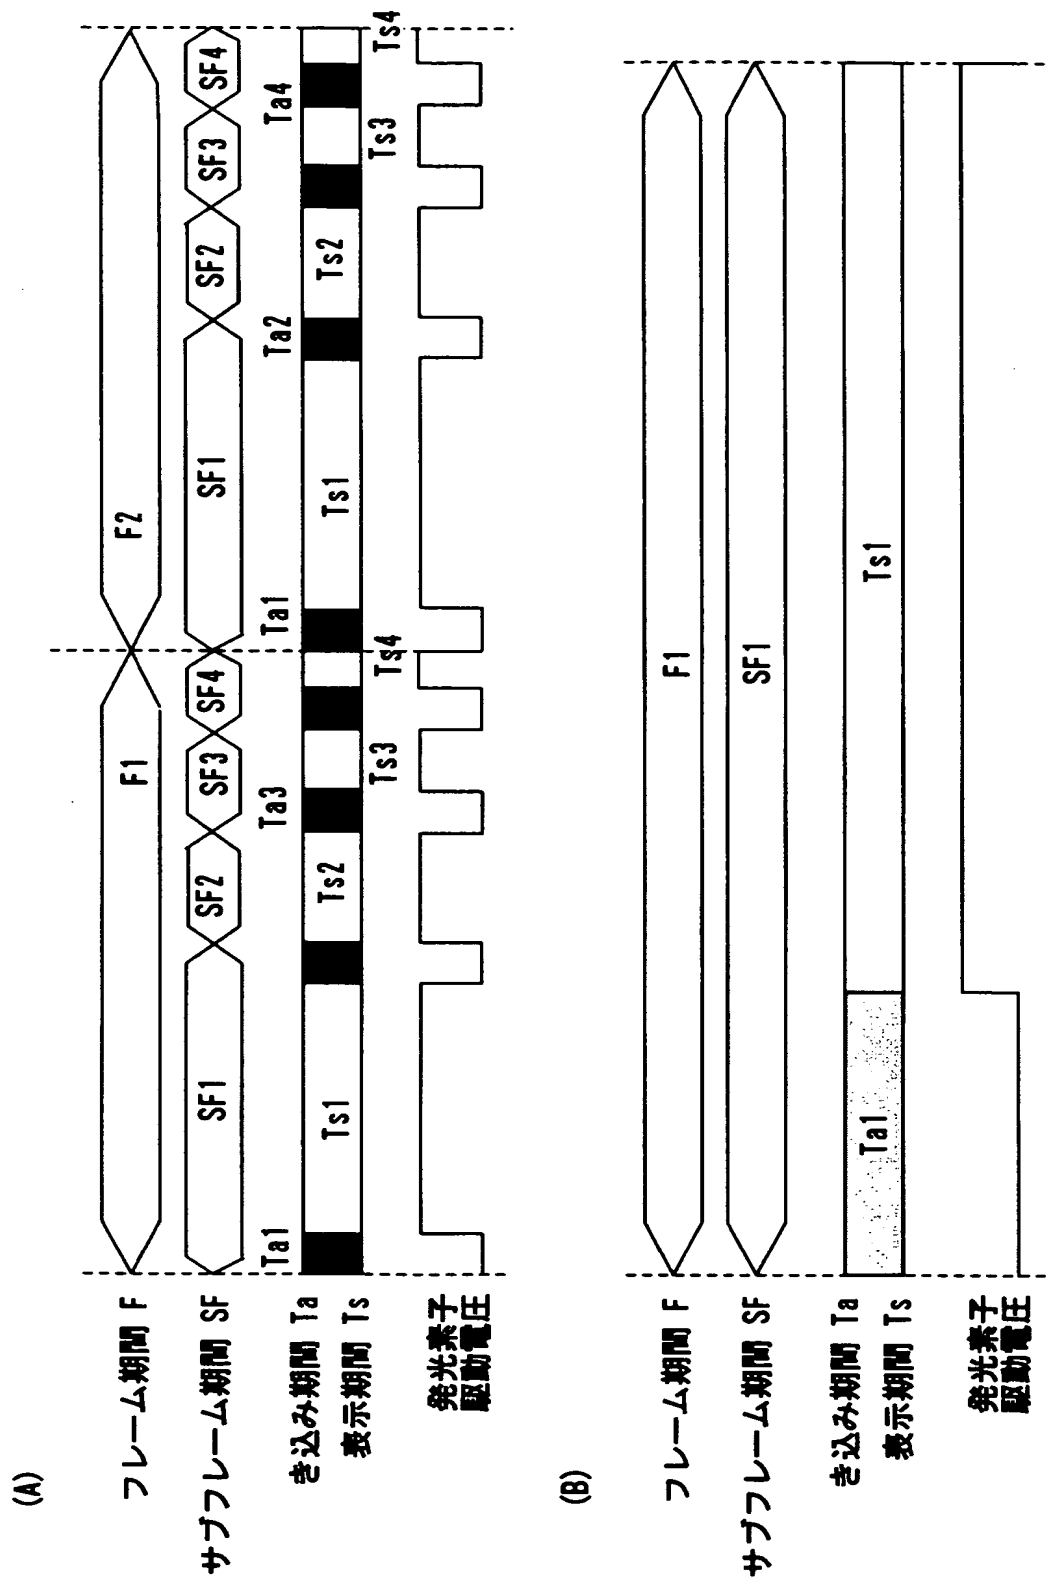 (A)
フレーム期間 F
F1
F2
サブフレーム期間 SF
SF1
SF2
SF3
SF4
SF1
SF2
SF3
SF4
Ta1
Ta3
Ta1
Ta2
Ta4
き込み期間 Ta
表示期間 Ts
Ts1
Ts2
Ts1
Ts2
Ts3
Ts4
Ts3
Ts4
発光素子
駆動電圧
(B)
フレーム期間 F
F1
サブフレーム期間 SF
SF1
き込み期間 Ta
表示期間 Ts
Ta1
Ts1
発光素子
駆動電圧